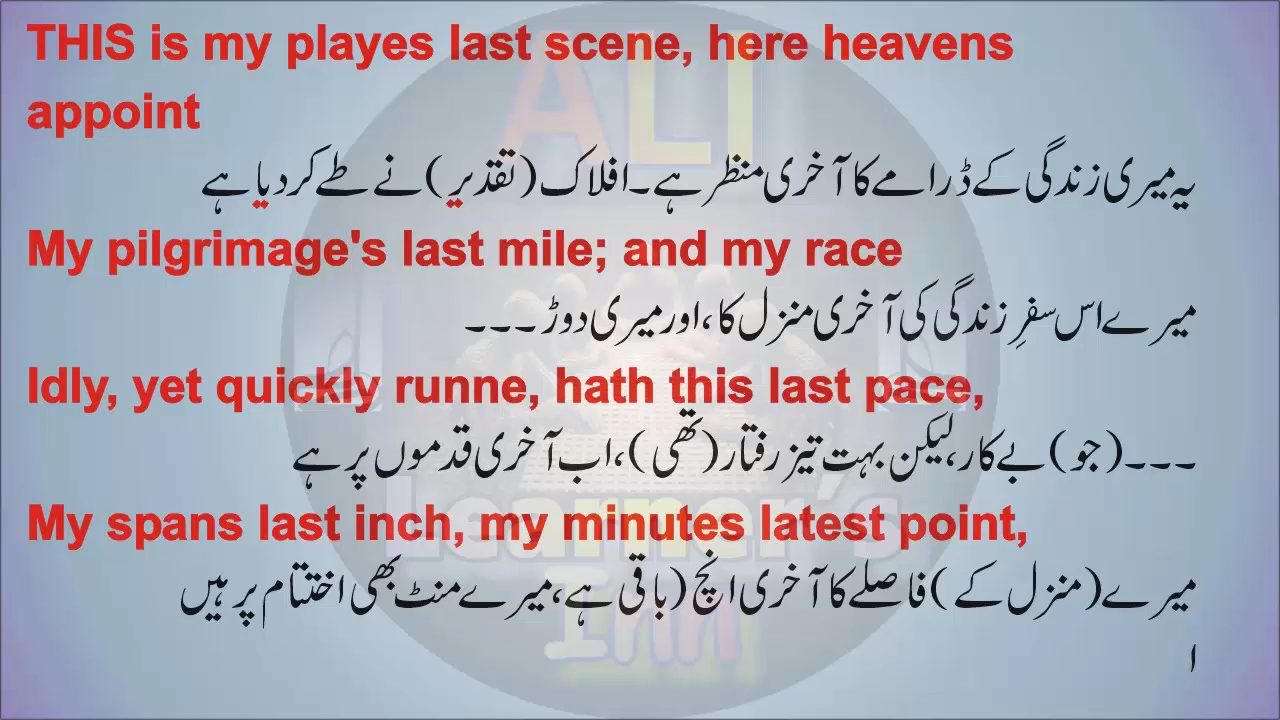 THIS is my playes last scene, here heavens
appoint
یہ میری زندگی کے ڈرامے کا آخری منظر ہے۔ افلاک (تقدیر) نے طے کر دیا ہے
My pilgrimage's last mile; and my race
میرے اس سفرِ زندگی کی آخری منزل کا، اور میری دوڑ ۔۔۔
Idly, yet quickly runne, hath this last pace,
۔۔۔(جو) بے کار، لیکن بہت تیز رفتار (تھی)، اب آخری قدموں پر ہے
My spans last inch, my minutes latest point,
میرے (منزل کے) فاصلے کا آخری انچ (باقی ہے، میرے منٹ بھی اختتام پر ہیں
ا
ALI
Learner's
Inn